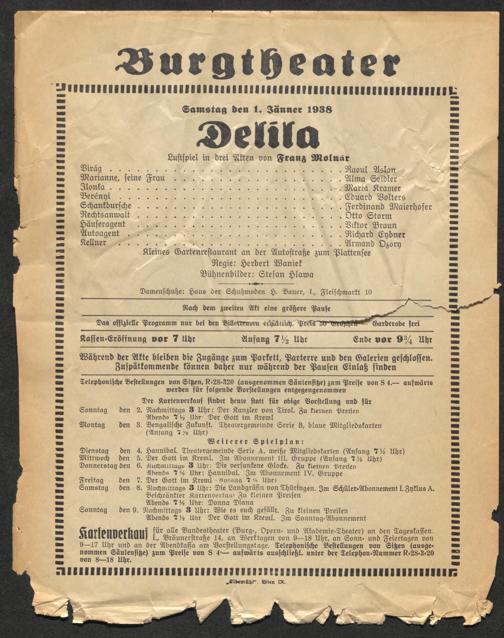 Burgtheater
Samstag den 1. Jänner 1938
Delila
Lustspiel in drei Akten von Franz Molnár
Virág . . . Raoul Aslan
Marianne, seine Frau . . . Alma Seidler
Ilonka . . . Maria Kramer
Verényi . . . Eduard Volters
Schankbursche . . . Ferdinand Maierhofer
Rechtsanwalt . . . Otto Storm
Häuseragent . . . Viktor Braun
Autoagent . . . Richard Eybner
Kellner . . . Armand Ozory
Kleines Gartenrestaurant an der Autostraße zum Plattensee
Regie: Herbert Waniek
Bühnenbilder: Stefan Hlawa
Damenschuhe: Haus der Schuhmoden H. Bauer, I., Fleischmarkt 10
Nach dem zweiten Akt eine größere Pause
Das offizielle Programm nur bei den Billetteuren erhältlich. Preis 50 Groschen Garderobe frei
Kassen-Eröffnung vor 7 Uhr Anfang 7½ Uhr Ende vor 9¾ Uhr
Während der Akte bleiben die Zugänge zum Parkett, Parterre und den Galerien geschlossen.
Zuspätkommende können daher nur während der Pausen Einlaß finden
Telephonische Bestellungen von Sitzen, R-28-320 (ausgenommen Säulensitze) zum Preise von S 4.— aufwärts
werden für folgende Vorstellungen entgegengenommen
Der Kartenverkauf findet heute statt für obige Vorstellung und für
Sonntag den 2. Nachmittags 3 Uhr: Der Kanzler von Tirol. Zu kleinen Preisen
Abends 7½ Uhr Der Gott im Kreml
Montag den 3. Bengalische Zukunft. Theatergemeinde Serie B, blaue Mitgliedskarten
(Anfang 7½ Uhr)
Weiterer Spielplan:
Dienstag den 4. Hannibal. Theatergemeinde Serie A, weiße Mitgliedskarten (Anfang 7½ Uhr)
Mittwoch den 5. Der Gott im Kreml. Im Abonnement III. Gruppe (Anfang 7½ Uhr)
Donnerstag den 6. Nachmittags 3 Uhr: Die versunkene Glocke. Zu kleinen Preisen
Abends 7½ Uhr: Hannibal. Im Abonnement IV. Gruppe
Freitag den 7. Der Gott im Kreml (Anfang 7½ Uhr)
Samstag den 8. Nachmittags 3 Uhr: Die Landgräfin von Thüringen. Im Schüler-Abonnement I. Zyklus A.
Beschränkter Kartenverkauf Zu kleinen Preisen
Abends 7½ Uhr: Donna Diana
Sonntag den 9. Nachmittags 3 Uhr: Wie es euch gefällt. Zu kleinen Preisen
Abends 7½ Uhr Der Gott im Kreml. Im Sonntag-Abonnement
Kartenverkauf für alle Bundestheater (Burg-, Opern- und Akademie-Theater) an den Tageskassen
I., Bräunerstraße 14, an Werktagen von 9—18 Uhr, an Sonn- und Feiertagen von
9—17 Uhr und an der Abendkassa am Vorstellungstage. Telephonische Bestellungen von Sitzen (ausge-
nommen Säulensitze) zum Preise von S 4·— aufwärts ausschließl. unter der Telephon-Nummer R-28-3-20
von 8—18 Uhr.
„Elbemühl“, Wien IX.